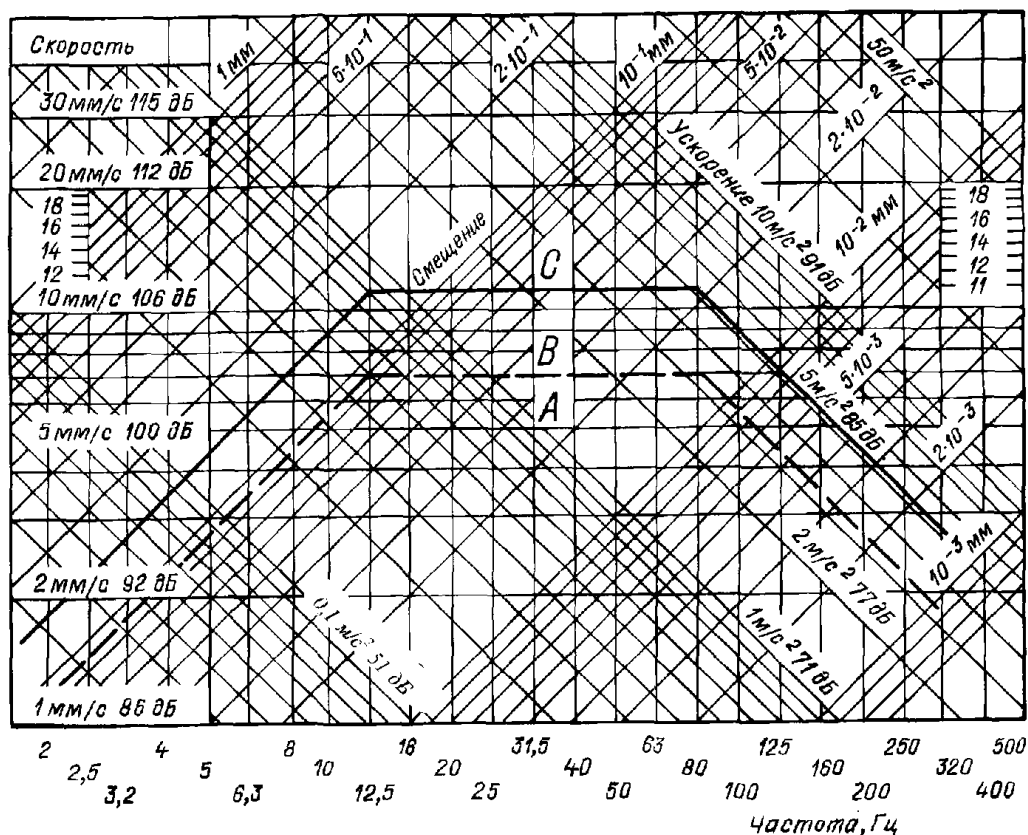 Скорость
30 мм/с 115 дБ
20 мм/с 112 дБ
18
16
14
12
10 мм/с 106 дБ
5 мм/с 100 дБ
2 мм/с 92 дБ
1 мм/с 86 дБ
1 мм
5·10⁻¹
2·10⁻¹
10⁻¹ мм
5·10⁻²
50 м/с²
2·10⁻²
Ускорение 10 м/с² 91 дБ
10⁻² мм
18
16
14
12
11
Смещение
C
B
A
5·10⁻³
5 м/с² 85 дБ
2·10⁻³
10⁻³ мм
2 м/с² 77 дБ
1 м/с² 71 дБ
0,1 м/с² 51 дБ
2 4 8 16 31,5 63 125 250 500
2,5 5 10 20 40 80 160 320
3,2 6,3 12,5 25 50 100 200 400
Частота, Гц